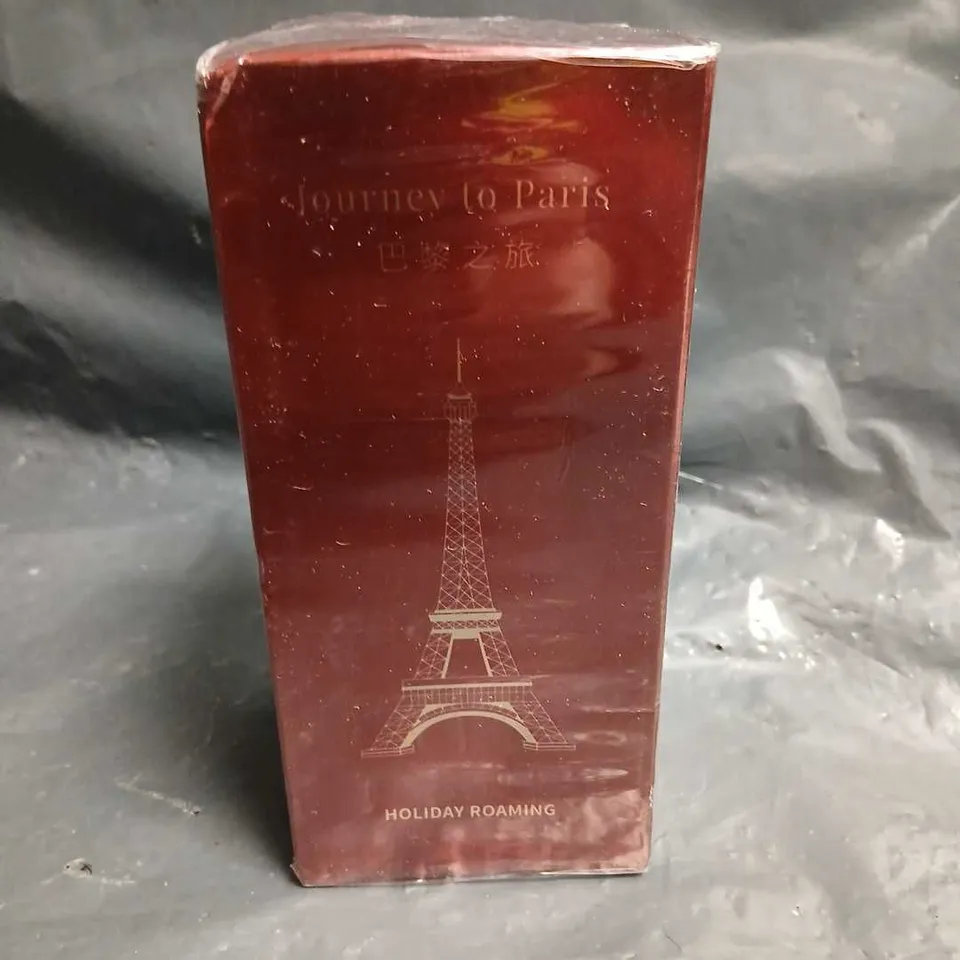 Journey to Paris
巴黎之旅
HOLIDAY ROAMING